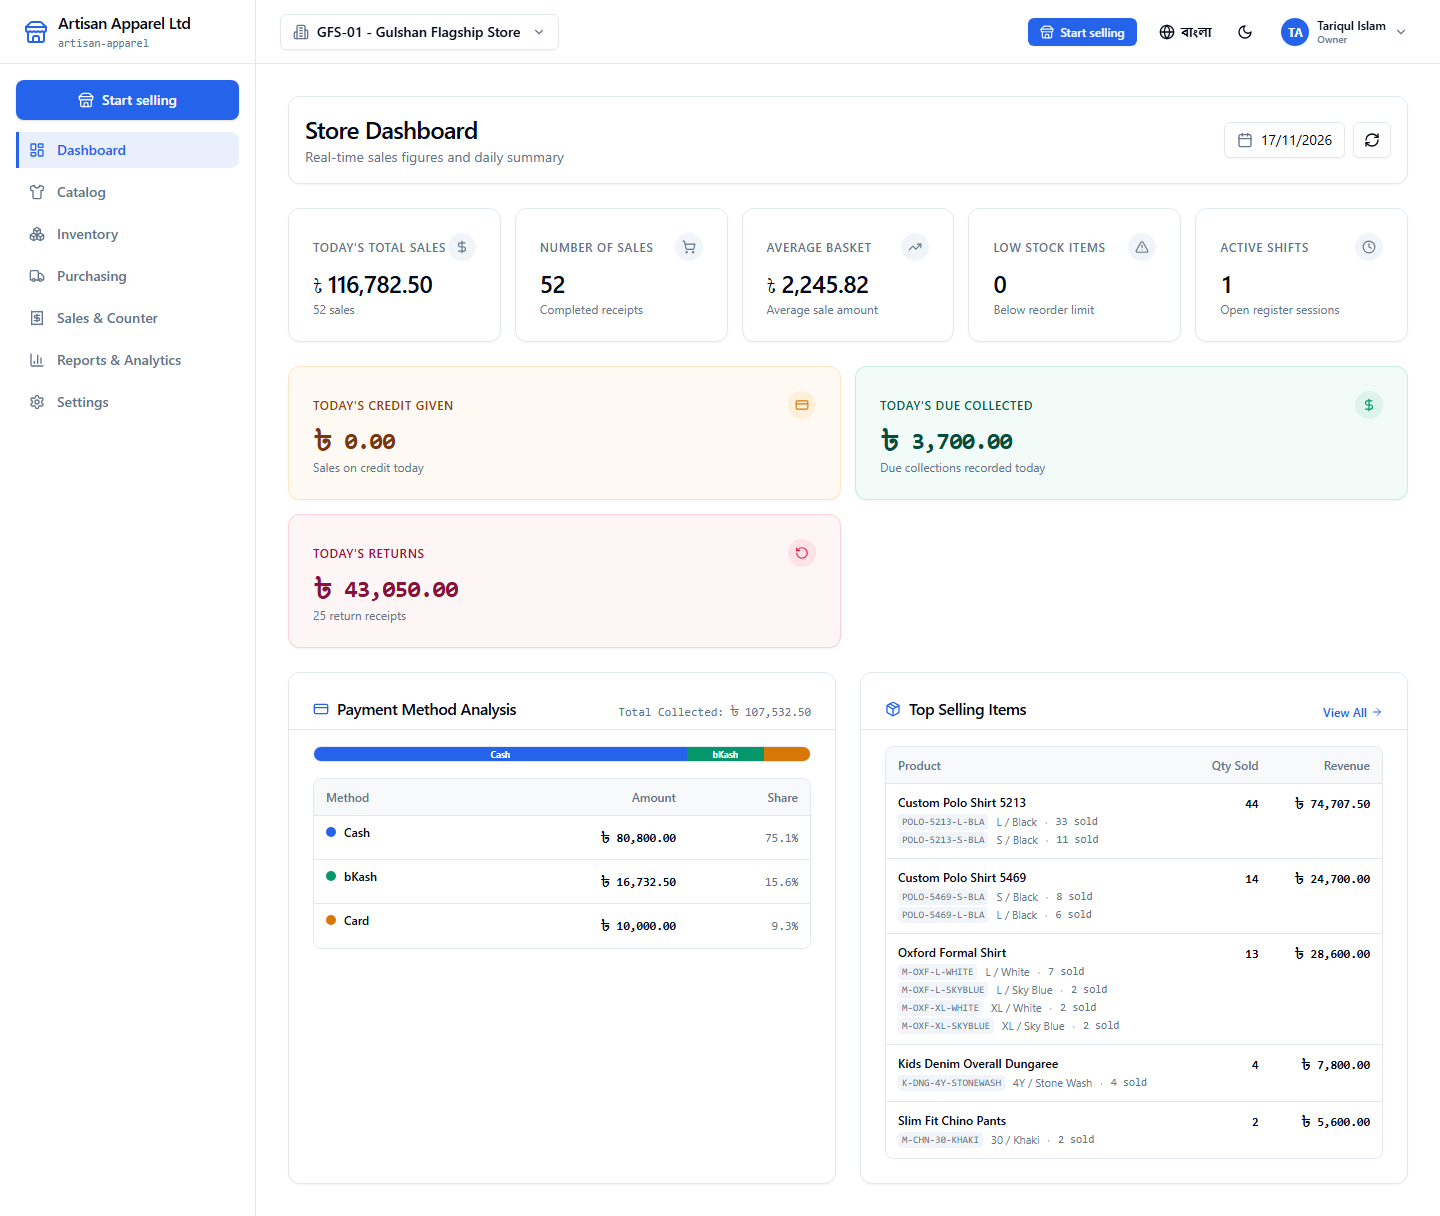 Artisan Apparel Ltd
artisan-apparel
GFS-01 - Gulshan Flagship Store
Start selling
বাংলা
TA
Tariqul Islam
Owner
Start selling
Dashboard
Catalog
Inventory
Purchasing
Sales & Counter
Reports & Analytics
Settings
Store Dashboard
Real-time sales figures and daily summary
17/11/2026
TODAY'S TOTAL SALES
৳ 116,782.50
52 sales
NUMBER OF SALES
52
Completed receipts
AVERAGE BASKET
৳ 2,245.82
Average sale amount
LOW STOCK ITEMS
0
Below reorder limit
ACTIVE SHIFTS
1
Open register sessions
TODAY'S CREDIT GIVEN
৳ 0.00
Sales on credit today
TODAY'S DUE COLLECTED
৳ 3,700.00
Due collections recorded today
TODAY'S RETURNS
৳ 43,050.00
25 return receipts
Payment Method Analysis
Total Collected: ৳ 107,532.50
Cash bKash
Method Amount Share
Cash ৳ 80,800.00 75.1%
bKash ৳ 16,732.50 15.6%
Card ৳ 10,000.00 9.3%
Top Selling Items
View All →
Product Qty Sold Revenue
Custom Polo Shirt 5213 44 ৳ 74,707.50
POLO-5213-L-BLA L / Black · 33 sold
POLO-5213-S-BLA S / Black · 11 sold
Custom Polo Shirt 5469 14 ৳ 24,700.00
POLO-5469-S-BLA S / Black · 8 sold
POLO-5469-L-BLA L / Black · 6 sold
Oxford Formal Shirt 13 ৳ 28,600.00
M-OXF-L-WHITE L / White · 7 sold
M-OXF-L-SKYBLUE L / Sky Blue · 2 sold
M-OXF-XL-WHITE XL / White · 2 sold
M-OXF-XL-SKYBLUE XL / Sky Blue · 2 sold
Kids Denim Overall Dungaree 4 ৳ 7,800.00
K-DNG-4Y-STONEWASH 4Y / Stone Wash · 4 sold
Slim Fit Chino Pants 2 ৳ 5,600.00
M-CHN-30-KHAKI 30 / Khaki · 2 sold